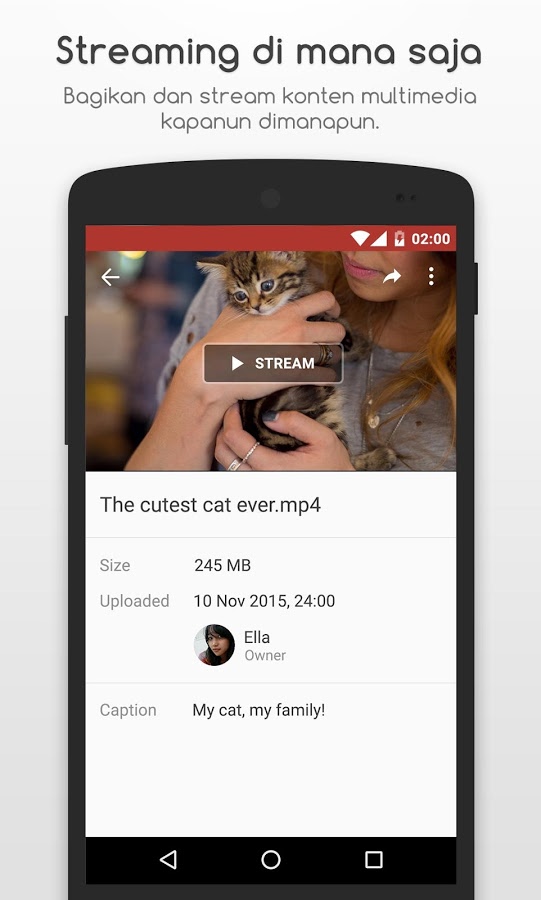 Streaming di mana saja
Bagikan dan stream konten multimedia
kapanun dimanapun.
02:00
STREAM
The cutest cat ever.mp4
Size 245 MB
Uploaded 10 Nov 2015, 24:00
Ella
Owner
Caption My cat, my family!